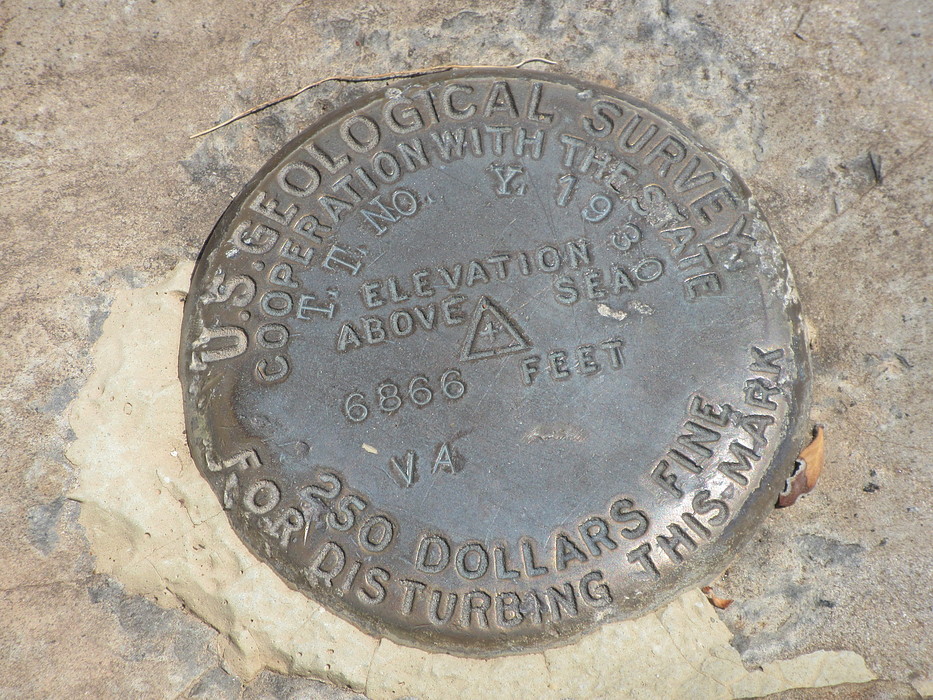 U.S. GEOLOGICAL SURVEY.
COOPERATION WITH THE STATE
T.T. NO. Y. 1930
ELEVATION
ABOVE SEA
6866 FEET
VA
250 DOLLARS FINE
FOR DISTURBING THIS MARK